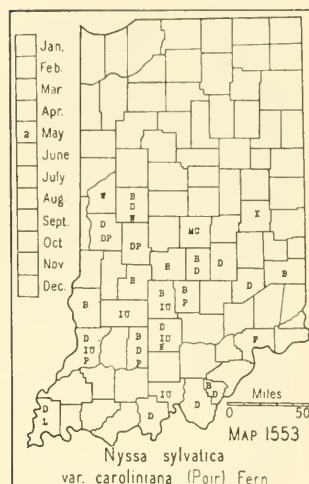 Jan.
Feb.
Mar
Apr.
2 May
June
July
Aug
Sept.
Oct
Nov
Dec.
W B
D
W
D
DP DP MC X
B B
D D
B B D B
B IU B
IU P
D B D
IU D IU F
P P K
IU B
D
D
L D D
0 Miles 50
MAP 1553
Nyssa sylvatica
var. caroliniana (Poir) Fern